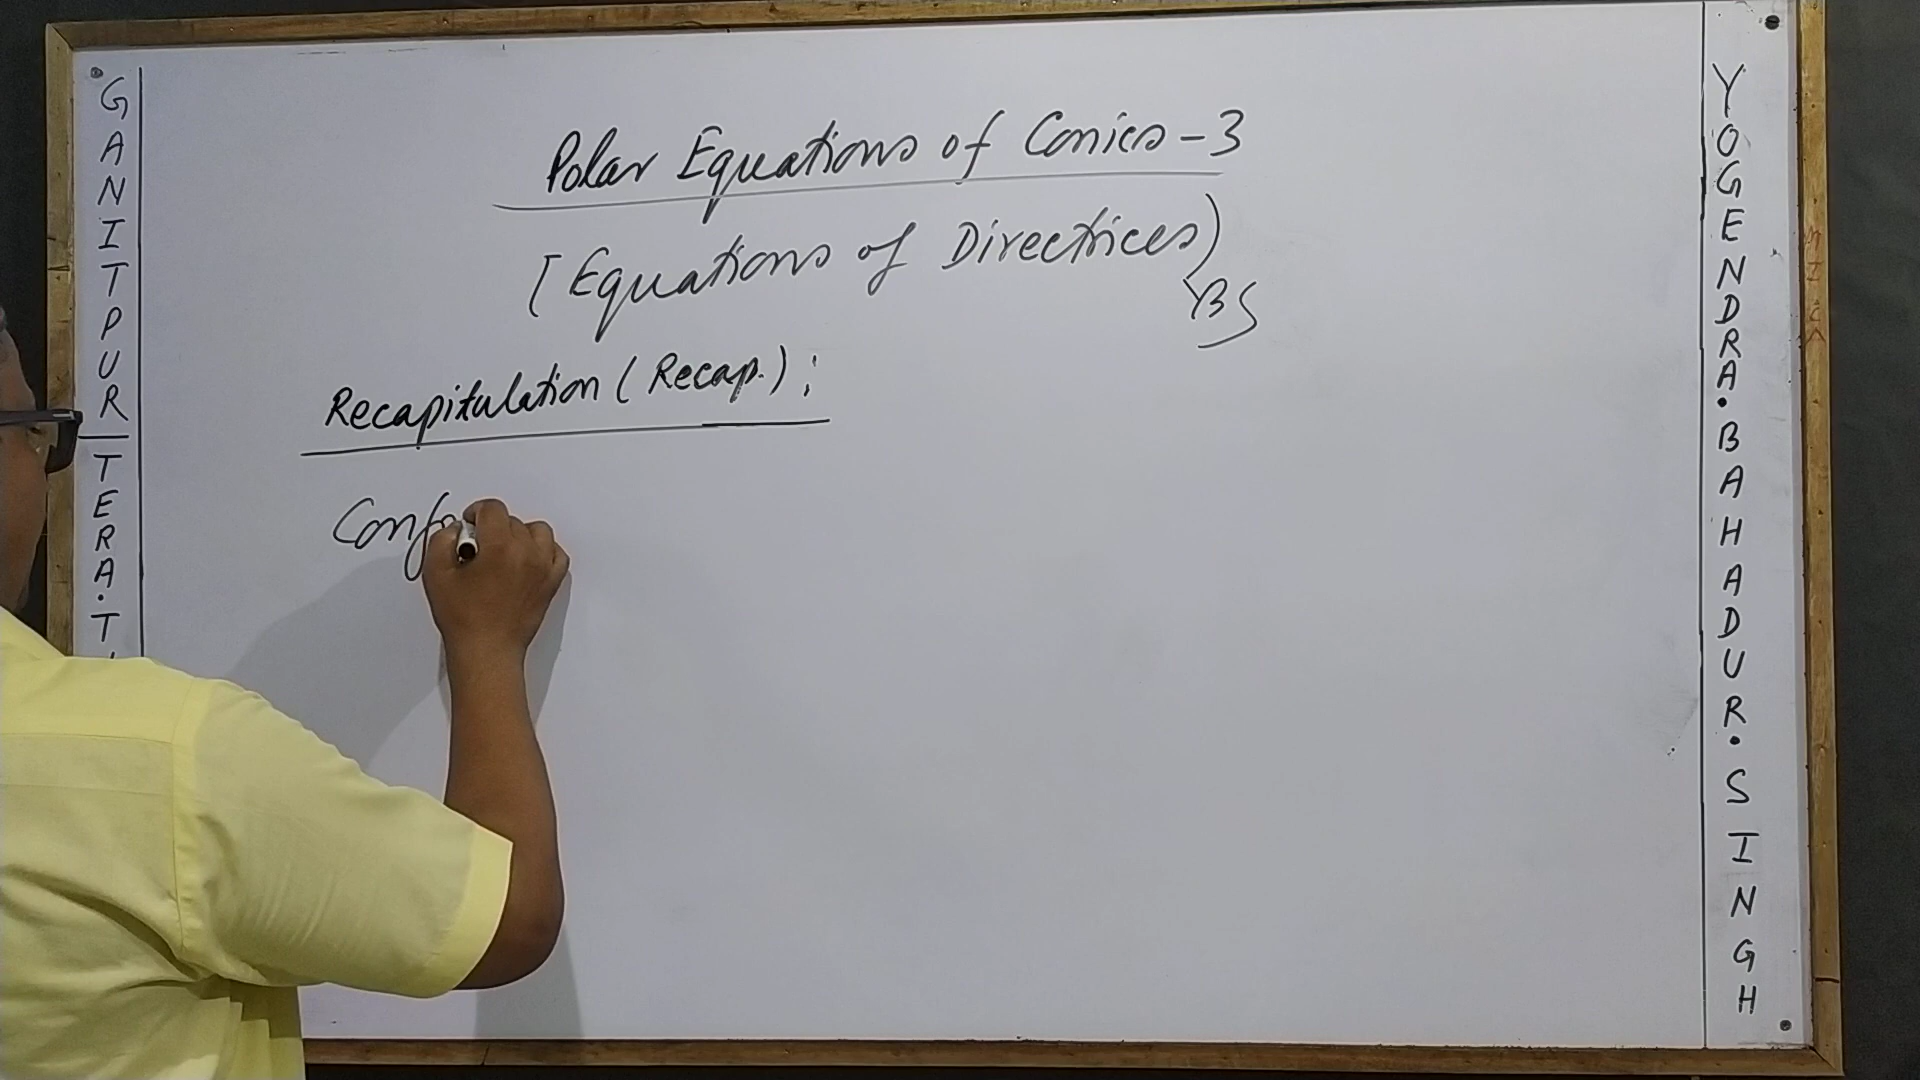 Polar Equations of Conics - 3
[Equations of Directrices)
YBS
Recapitulation (Recap.) :
GANITPUR
TERA.T
YOGENDRA.BAHADUR.SINGH